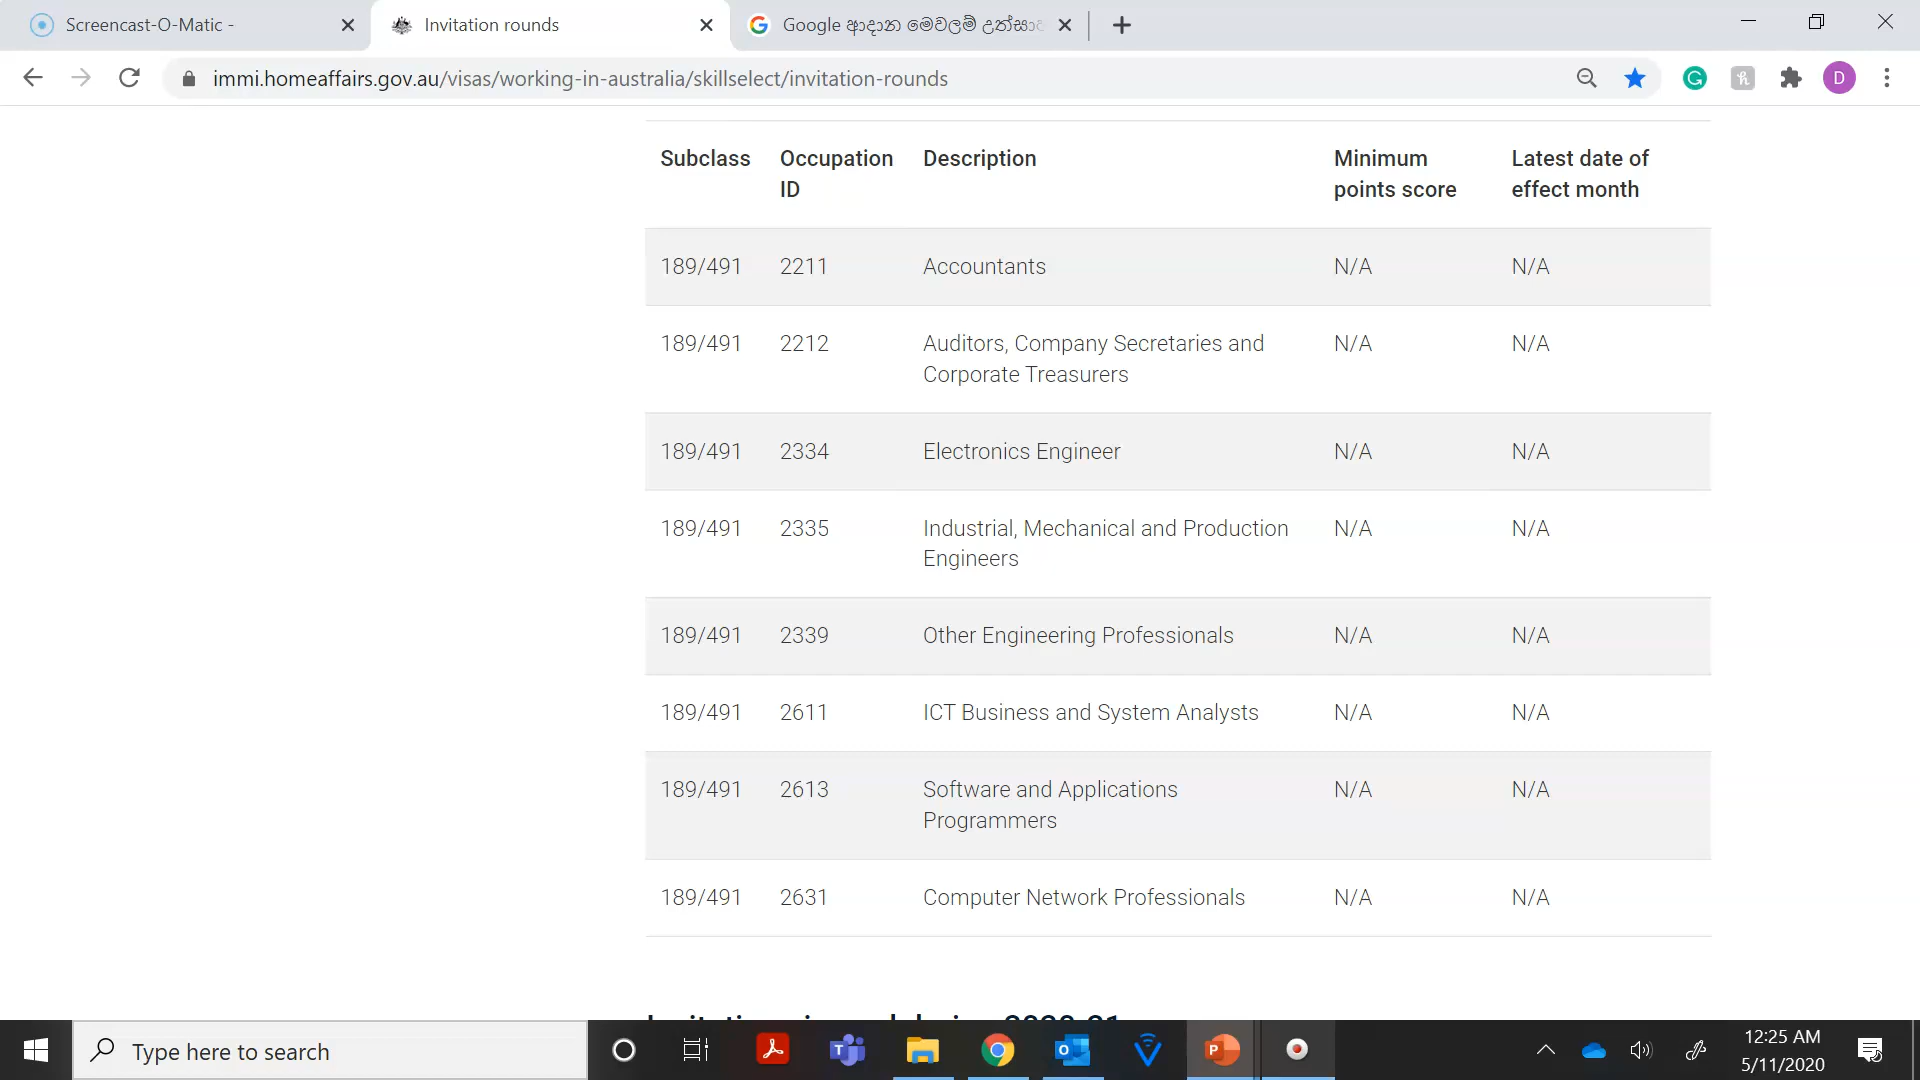 Screencast-O-Matic -
Invitation rounds
Google ආදාන මෙවලම් උත්සාහ
immi.homeaffairs.gov.au/visas/working-in-australia/skillselect/invitation-rounds
D
Subclass Occupation ID Description Minimum points score Latest date of effect month
189/491 2211 Accountants N/A N/A
189/491 2212 Auditors, Company Secretaries and Corporate Treasurers N/A N/A
189/491 2334 Electronics Engineer N/A N/A
189/491 2335 Industrial, Mechanical and Production Engineers N/A N/A
189/491 2339 Other Engineering Professionals N/A N/A
189/491 2611 ICT Business and System Analysts N/A N/A
189/491 2613 Software and Applications Programmers N/A N/A
189/491 2631 Computer Network Professionals N/A N/A
Type here to search
12:25 AM
5/11/2020